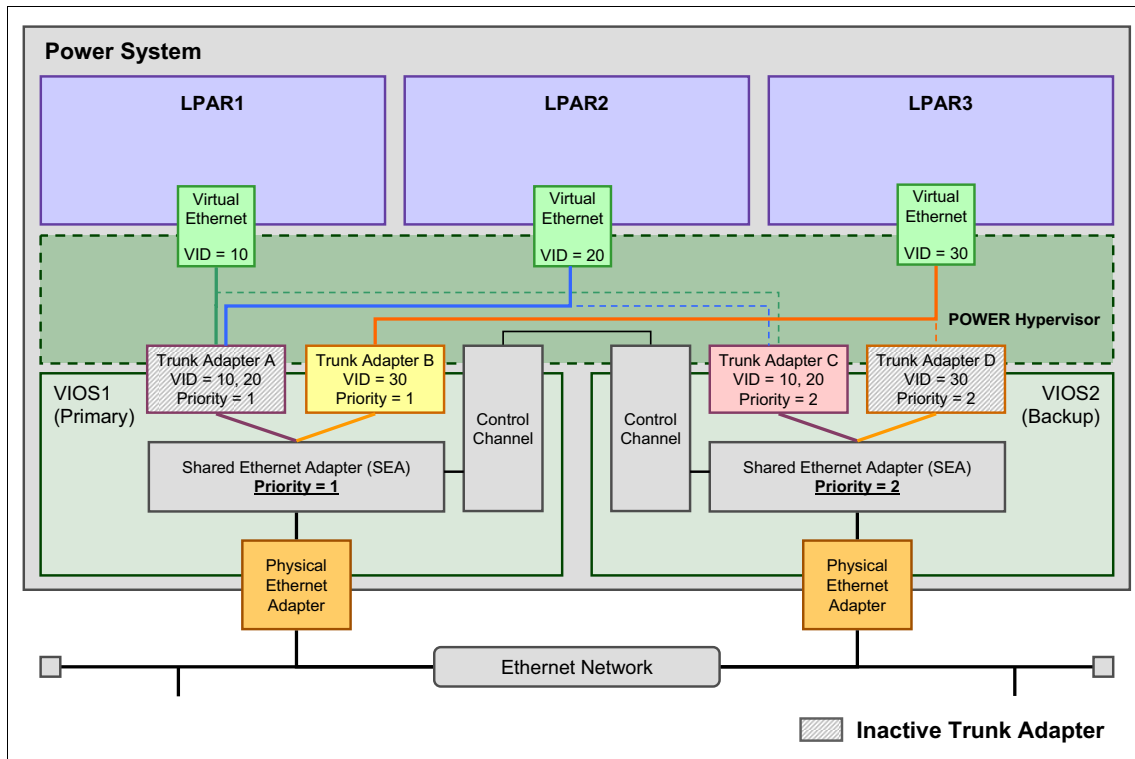 Power System
LPAR1
LPAR2
LPAR3
Virtual
Ethernet
VID = 10
Virtual
Ethernet
VID = 20
Virtual
Ethernet
VID = 30
POWER Hypervisor
Trunk Adapter A
VID = 10, 20
Priority = 1
Trunk Adapter B
VID = 30
Priority = 1
Trunk Adapter C
VID = 10, 20
Priority = 2
Trunk Adapter D
VID = 30
Priority = 2
VIOS1
(Primary)
Control
Channel
Control
Channel
VIOS2
(Backup)
Shared Ethernet Adapter (SEA)
Priority = 1
Shared Ethernet Adapter (SEA)
Priority = 2
Physical
Ethernet
Adapter
Physical
Ethernet
Adapter
Ethernet Network
Inactive Trunk Adapter